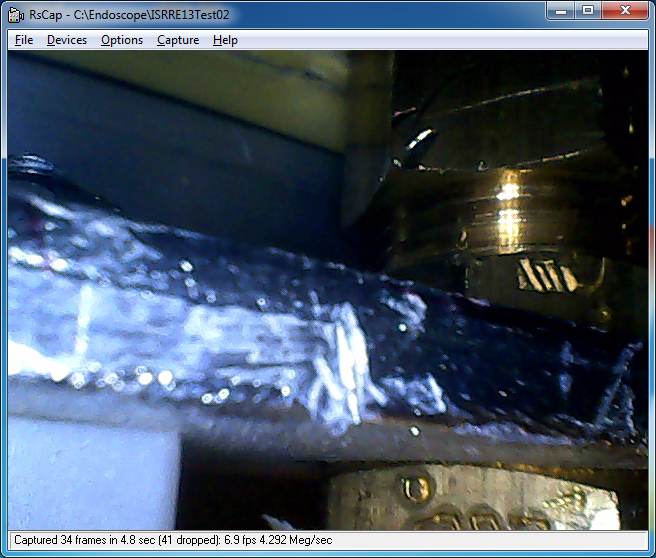 RsCap - C:\Endoscope\ISRRE13Test02
File Devices Options Capture Help
Captured 34 frames in 4.8 sec (41 dropped): 6.9 fps 4.292 Meg/sec